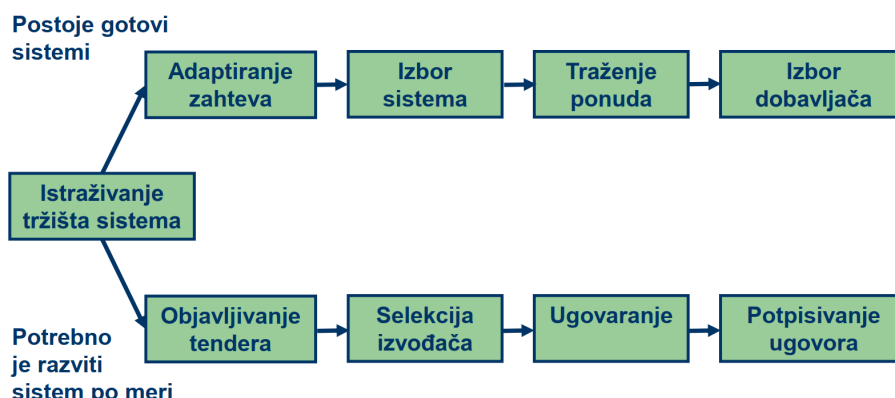 Postoje gotovi
sistemi
Adaptiranje
zahteva
Izbor
sistema
Traženje
ponuda
Izbor
dobavljača
Istraživanje
tržišta sistema
Potrebno
je razviti
sistem po meri
Objavljivanje
tendera
Selekcija
izvođača
Ugovaranje
Potpisivanje
ugovora